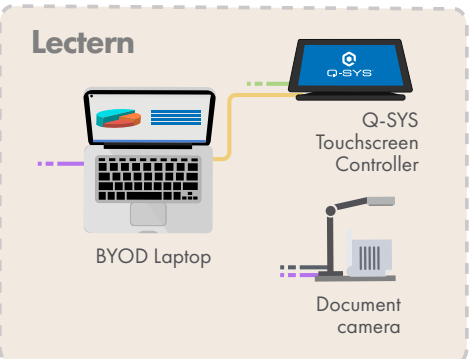 Lectern
Q-SYS
Q-SYS
Touchscreen
Controller
BYOD Laptop
Document
camera